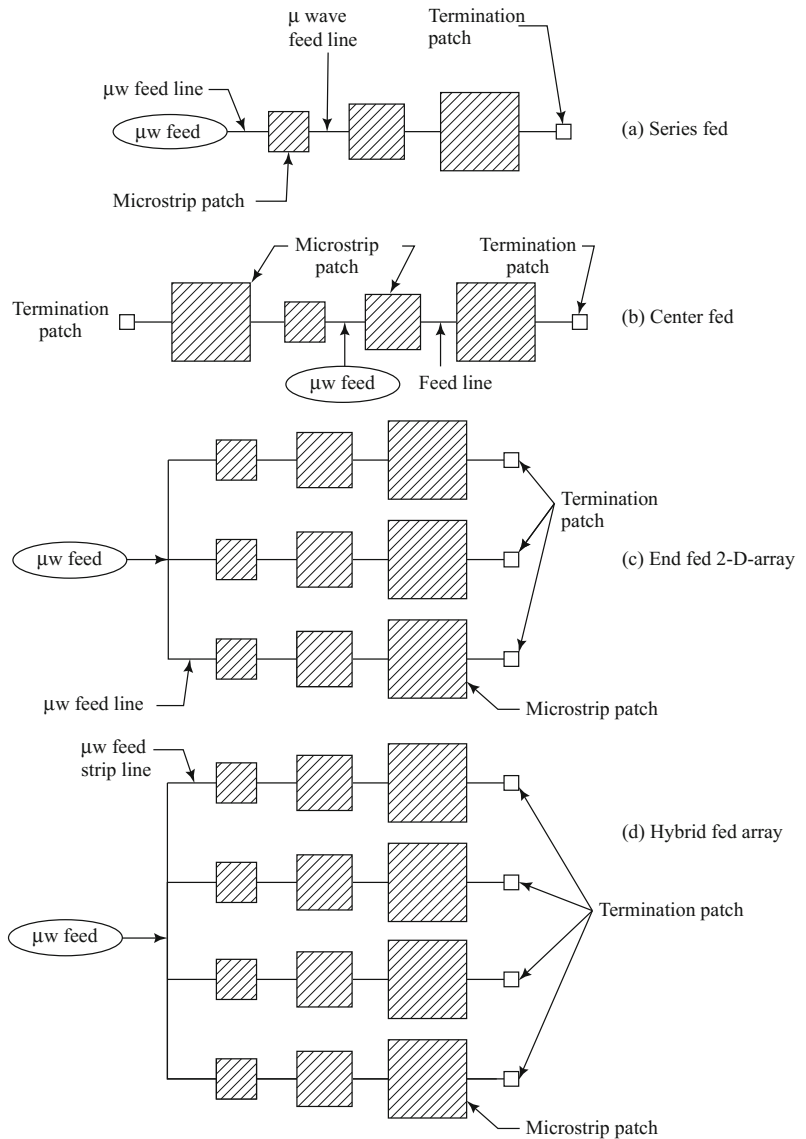 μ wave
feed line
Termination
patch
μw feed line
μw feed
(a) Series fed
Microstrip patch
Microstrip
patch
Termination
patch
Termination
patch
(b) Center fed
μw feed
Feed line
Termination
patch
μw feed
(c) End fed 2-D-array
μw feed line
Microstrip patch
μw feed
strip line
(d) Hybrid fed array
Termination patch
μw feed
Microstrip patch